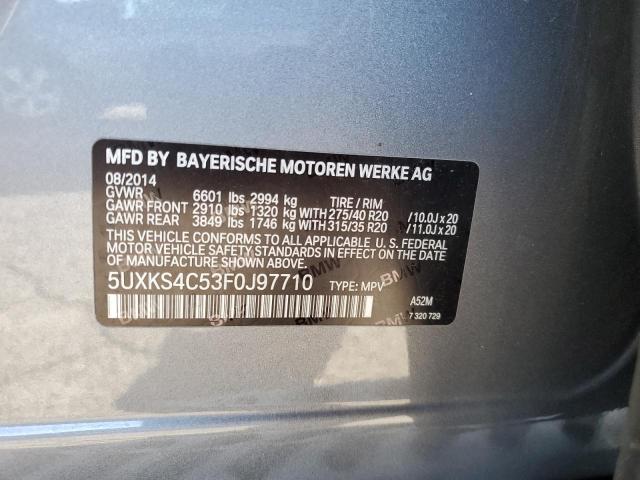 MFD BY BAYERISCHE MOTOREN WERKE AG
08/2014
GVWR 6601 lbs 2994 kg TIRE / RIM
GAWR FRONT 2910 lbs 1320 kg WITH 275/40 R20 /10.0J x 20
GAWR REAR 3849 lbs 1746 kg WITH 315/35 R20 /11.0J x 20
THIS VEHICLE CONFORMS TO ALL APPLICABLE U. S. FEDERAL
MOTOR VEHICLE SAFETY STANDARDS IN EFFECT ON THE DATE
OF MANUFACTURE SHOWN ABOVE.
5UXKS4C53F0J97710 TYPE: MPV A52M
7 320 729